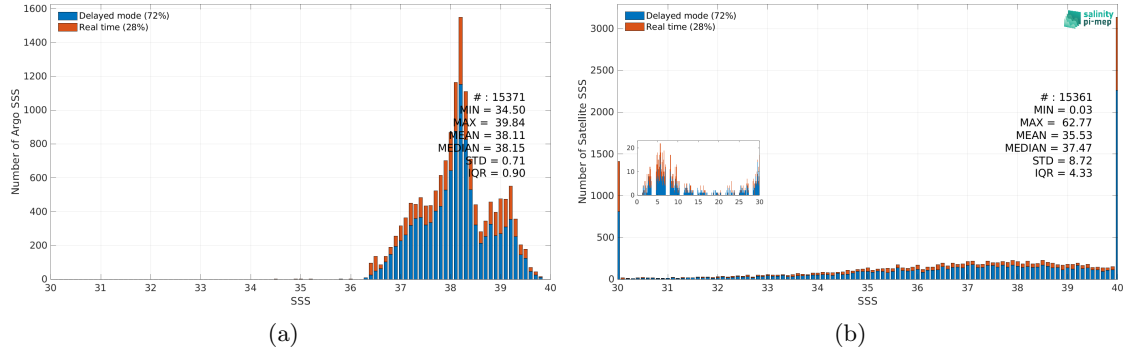 Delayed mode (72%)
Real time (28%)
1600
1400
1200
1000
800
600
400
200
0
Number of Argo SSS
# : 15371
MIN = 34.50
MAX = 39.84
MEAN = 38.11
MEDIAN = 38.15
STD = 0.71
IQR = 0.90
30 31 32 33 34 35 36 37 38 39 40
SSS
(a)
Delayed mode (72%)
Real time (28%)
salinity
pi-mep
3000
2500
2000
1500
1000
500
0
Number of Satellite SSS
# : 15361
MIN = 0.03
MAX = 62.77
MEAN = 35.53
MEDIAN = 37.47
STD = 8.72
IQR = 4.33
20
10
0
0 5 10 15 20 25 30
30 31 32 33 34 35 36 37 38 39 40
SSS
(b)